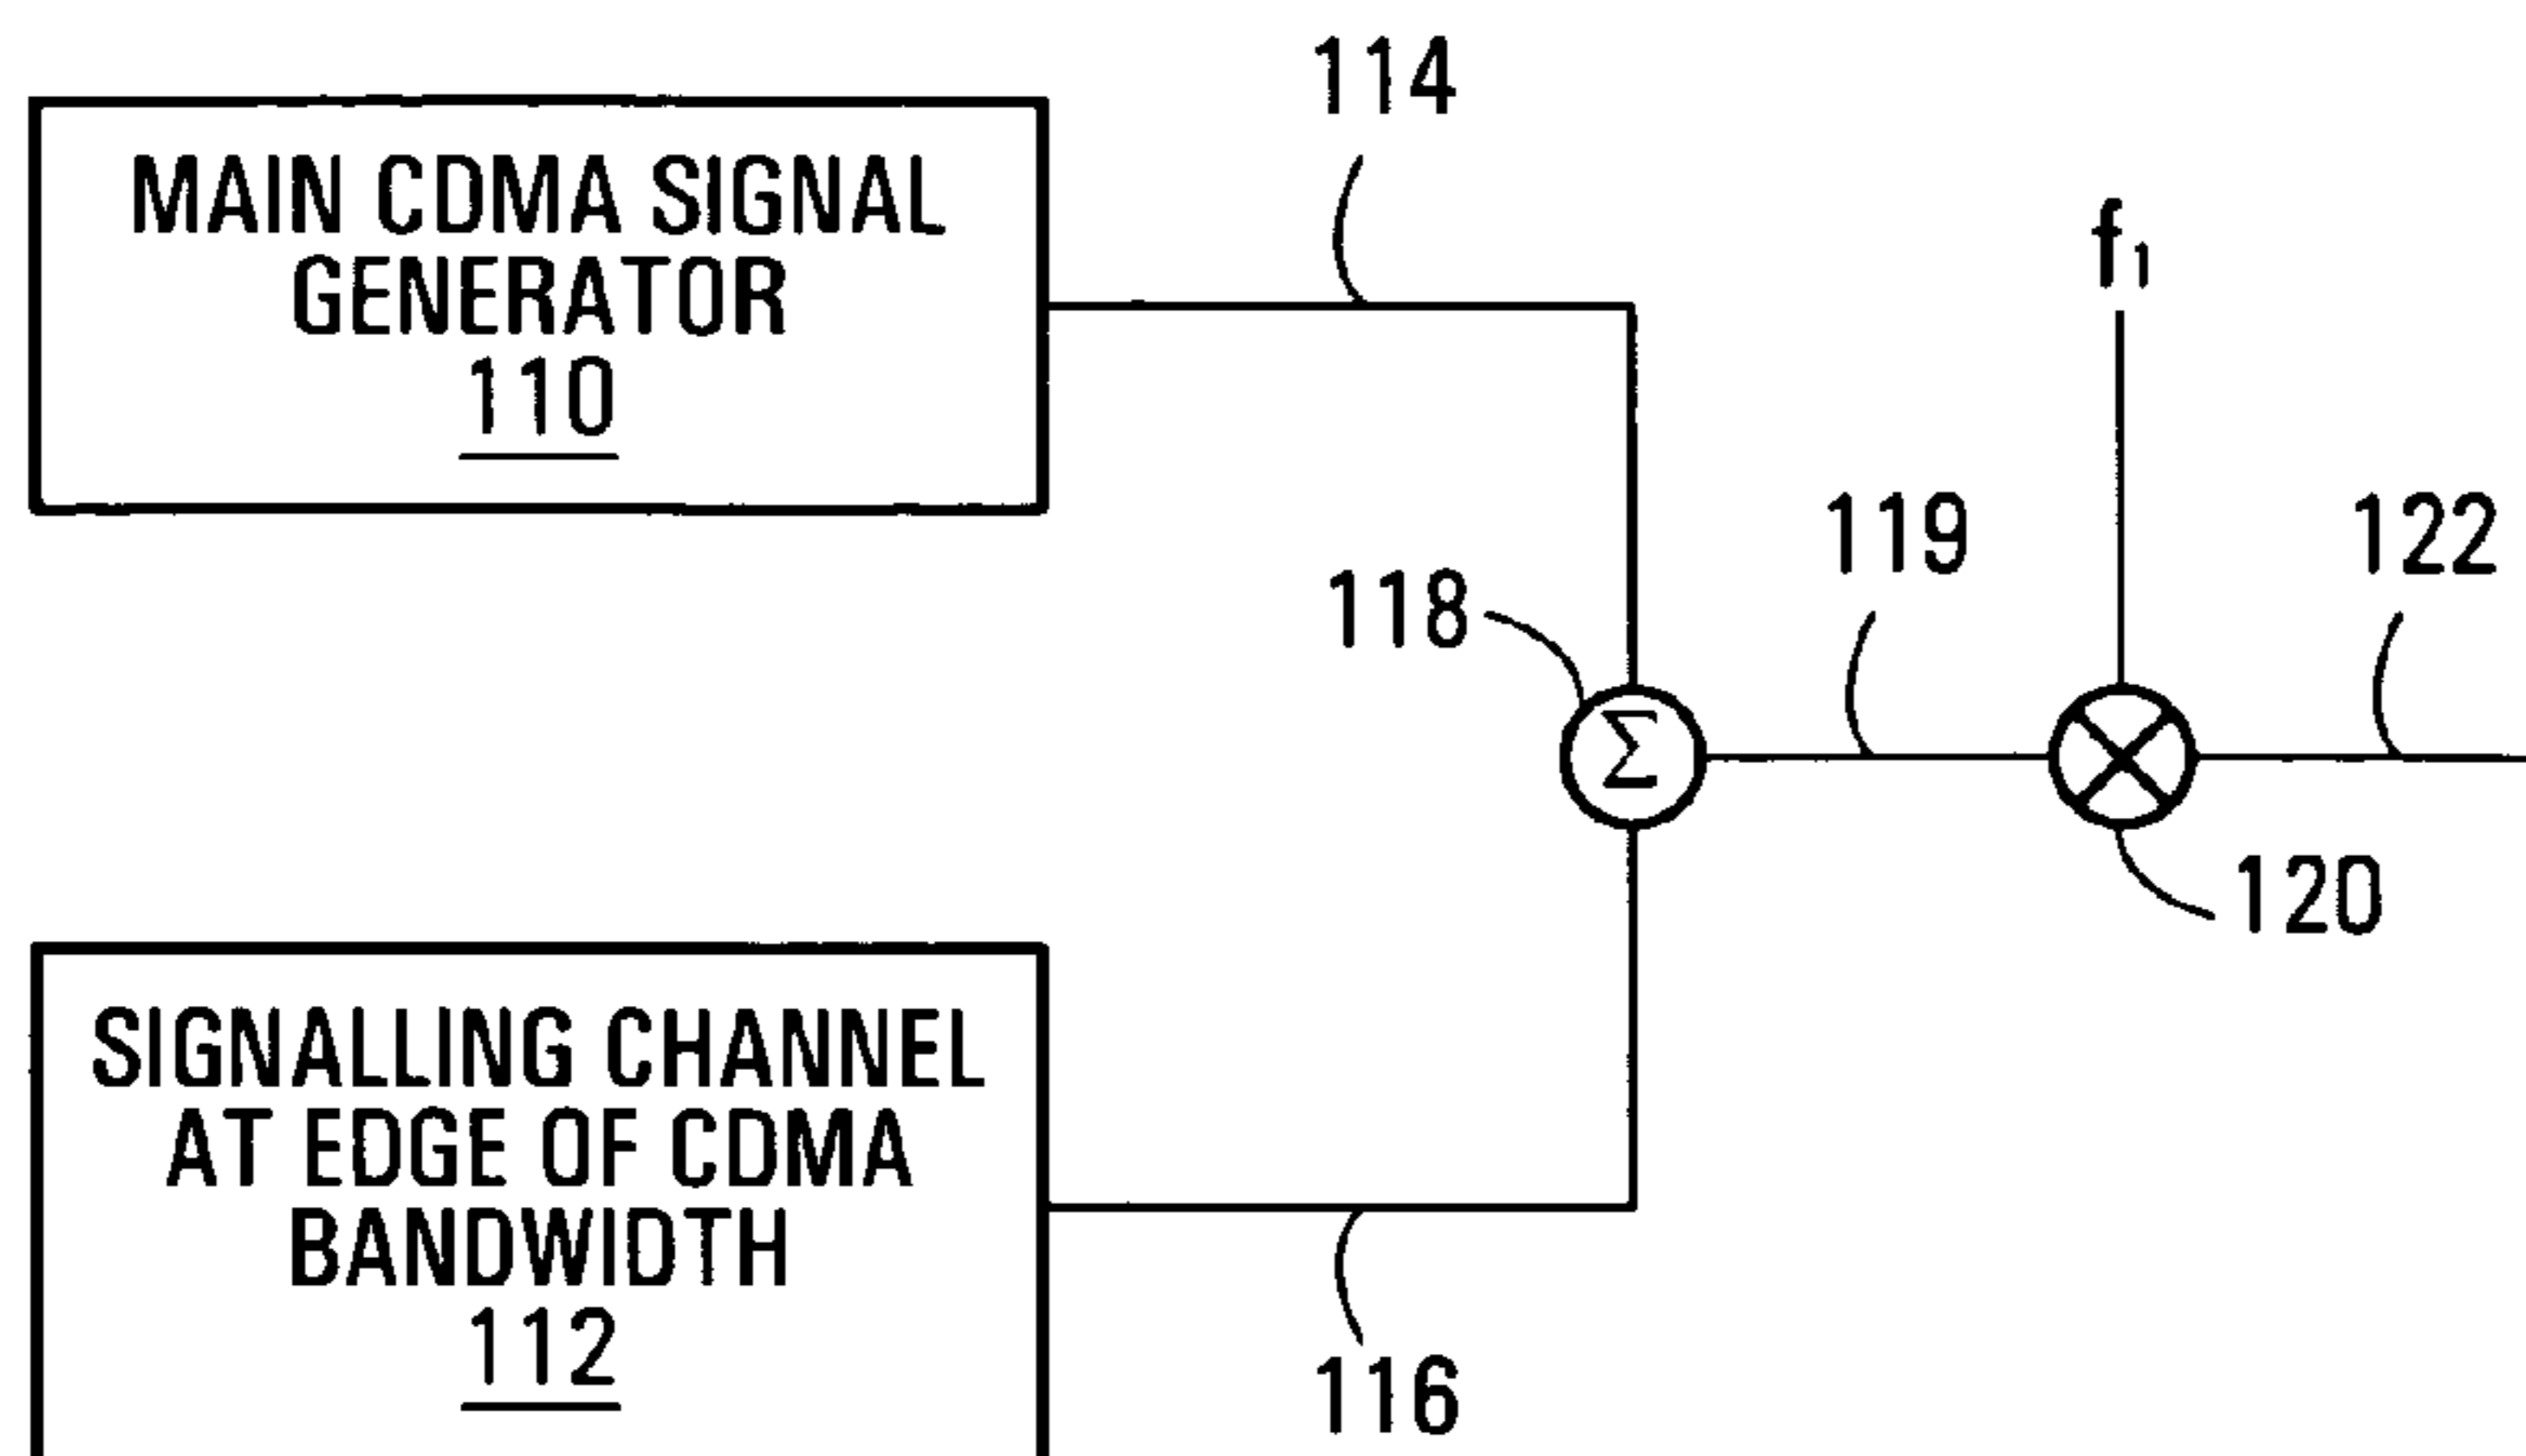 114
MAIN CDMA SIGNAL
GENERATOR
110
f₁
119
122
118
Σ
120
SIGNALLING CHANNEL
AT EDGE OF CDMA
BANDWIDTH
112
116